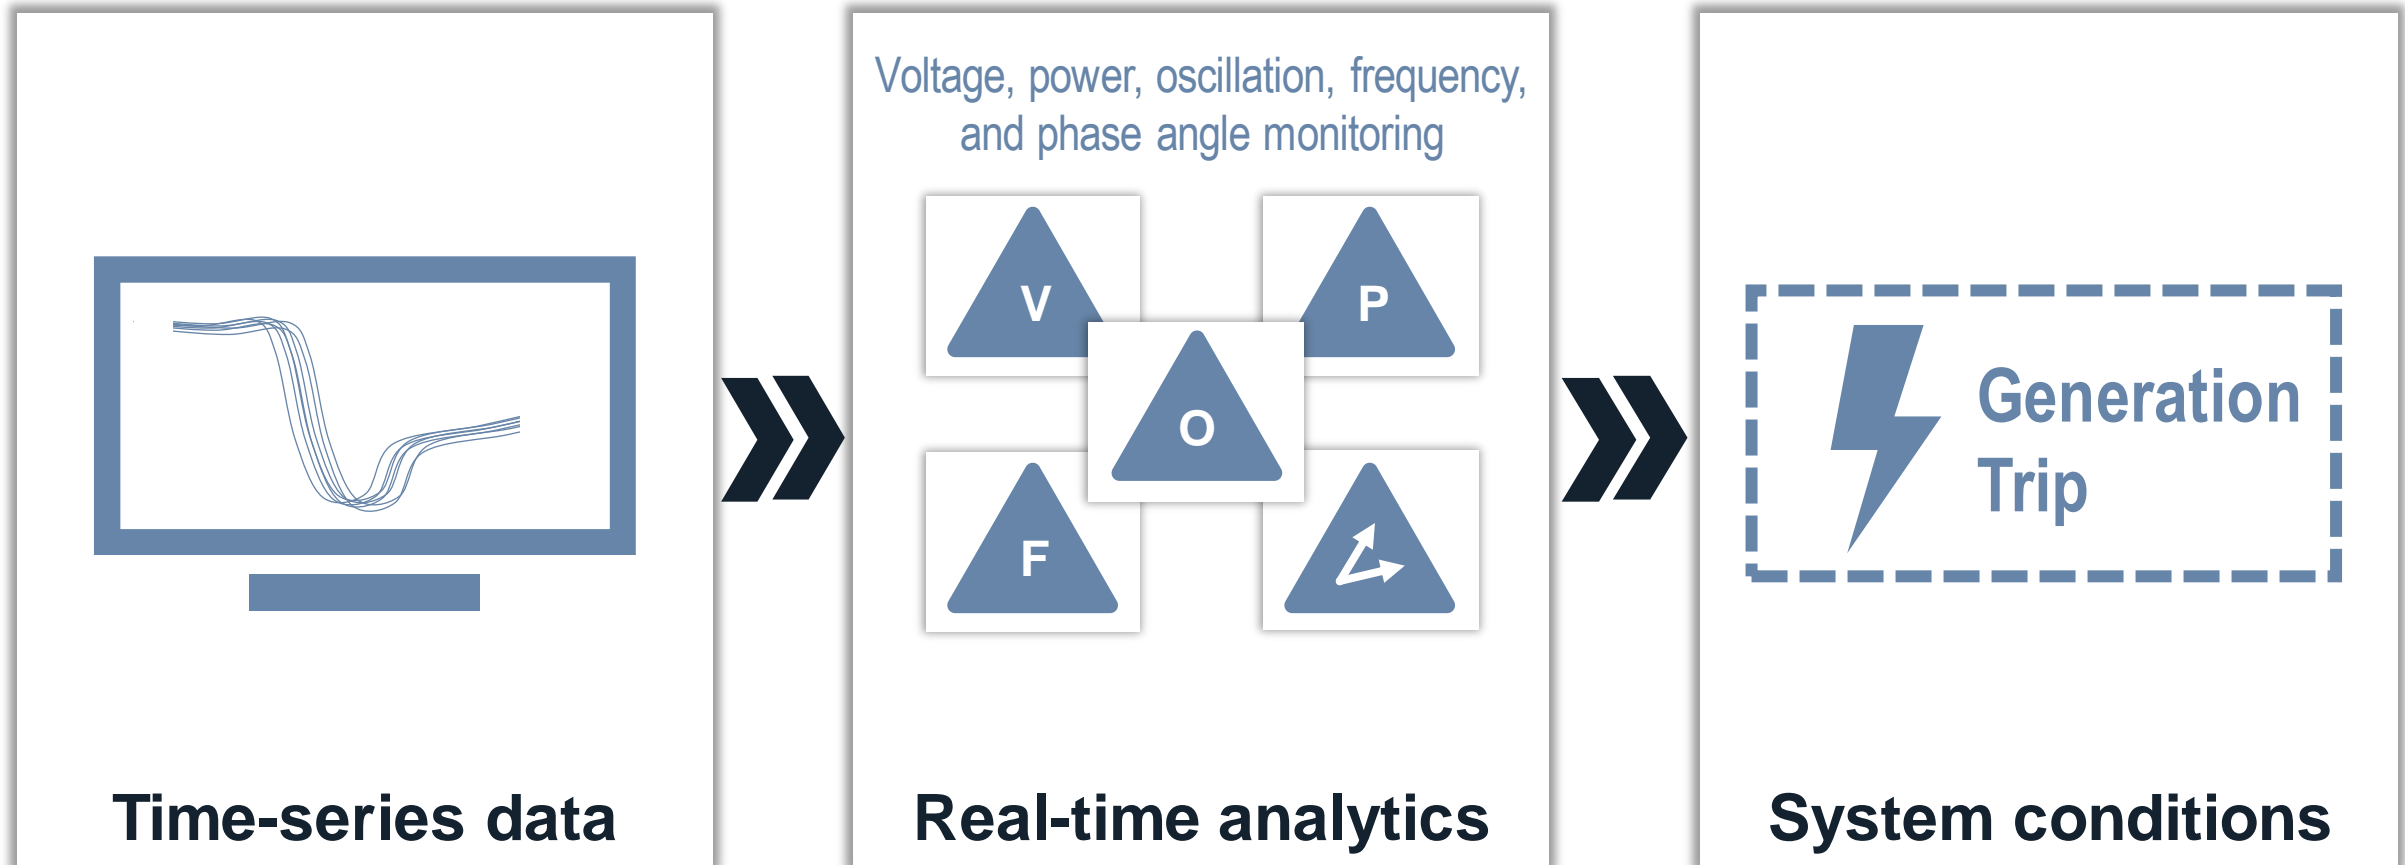 Voltage, power, oscillation, frequency,
and phase angle monitoring
V
P
O
F
Generation
Trip
Time-series data
Real-time analytics
System conditions